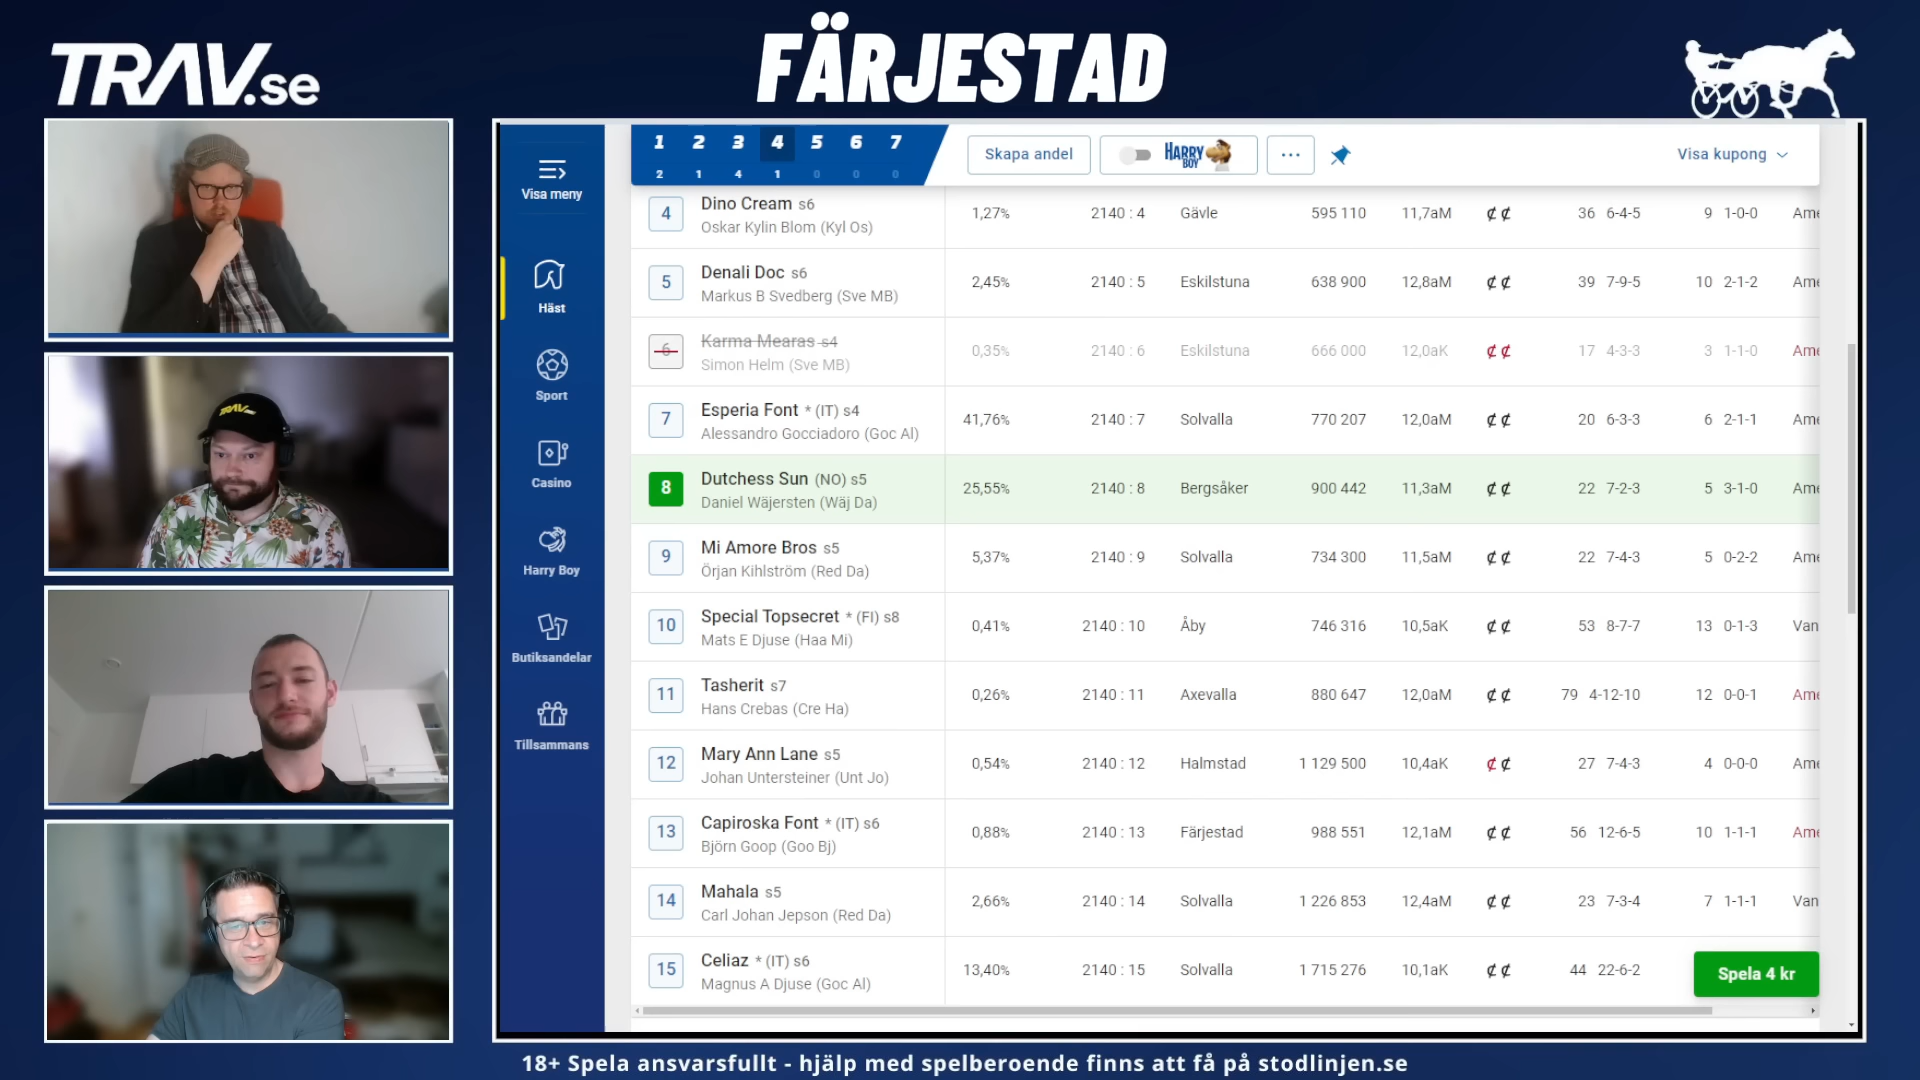 TRAV.se
FÄRJESTAD
1 2 3 4 5 6 7
2 1 4 1 0 0 0
Skapa andel
HARRY BOY
...
Visa kupong
Visa meny
Häst
Sport
Casino
Harry Boy
Butiksandelar
Tillsammans
4 Dino Cream s6 1,27% 2140 : 4 Gävle 595 110 11,7aM ¢ ¢ 36 6-4-5 9 1-0-0 Ame
Oskar Kylin Blom (Kyl Os)
5 Denali Doc s6 2,45% 2140 : 5 Eskilstuna 638 900 12,8aM ¢ ¢ 39 7-9-5 10 2-1-2 Ame
Markus B Svedberg (Sve MB)
6 Karma Mearas s4 0,35% 2140 : 6 Eskilstuna 666 000 12,0aK ¢ ¢ 17 4-3-3 3 1-1-0 Ame
Simon Helm (Sve MB)
7 Esperia Font * (IT) s4 41,76% 2140 : 7 Solvalla 770 207 12,0aM ¢ ¢ 20 6-3-3 6 2-1-1 Ame
Alessandro Gocciadoro (Goc Al)
8 Dutchess Sun (NO) s5 25,55% 2140 : 8 Bergsåker 900 442 11,3aM ¢ ¢ 22 7-2-3 5 3-1-0 Ame
Daniel Wäjersten (Wäj Da)
9 Mi Amore Bros s5 5,37% 2140 : 9 Solvalla 734 300 11,5aM ¢ ¢ 22 7-4-3 5 0-2-2 Ame
Örjan Kihlström (Red Da)
10 Special Topsecret * (FI) s8 0,41% 2140 : 10 Åby 746 316 10,5aK ¢ ¢ 53 8-7-7 13 0-1-3 Van
Mats E Djuse (Haa Mi)
11 Tasherit s7 0,26% 2140 : 11 Axevalla 880 647 12,0aM ¢ ¢ 79 4-12-10 12 0-0-1 Ame
Hans Crebas (Cre Ha)
12 Mary Ann Lane s5 0,54% 2140 : 12 Halmstad 1 129 500 10,4aK ¢ ¢ 27 7-4-3 4 0-0-0 Ame
Johan Untersteiner (Unt Jo)
13 Capiroska Font * (IT) s6 0,88% 2140 : 13 Färjestad 988 551 12,1aM ¢ ¢ 56 12-6-5 10 1-1-1 Ame
Björn Goop (Goo Bj)
14 Mahala s5 2,66% 2140 : 14 Solvalla 1 226 853 12,4aM ¢ ¢ 23 7-3-4 7 1-1-1 Van
Carl Johan Jepson (Red Da)
15 Celiaz * (IT) s6 13,40% 2140 : 15 Solvalla 1 715 276 10,1aK ¢ ¢ 44 22-6-2
Magnus A Djuse (Goc Al)
Spela 4 kr
TRAV.se
18+ Spela ansvarsfullt - hjälp med spelberoende finns att få på stodlinjen.se